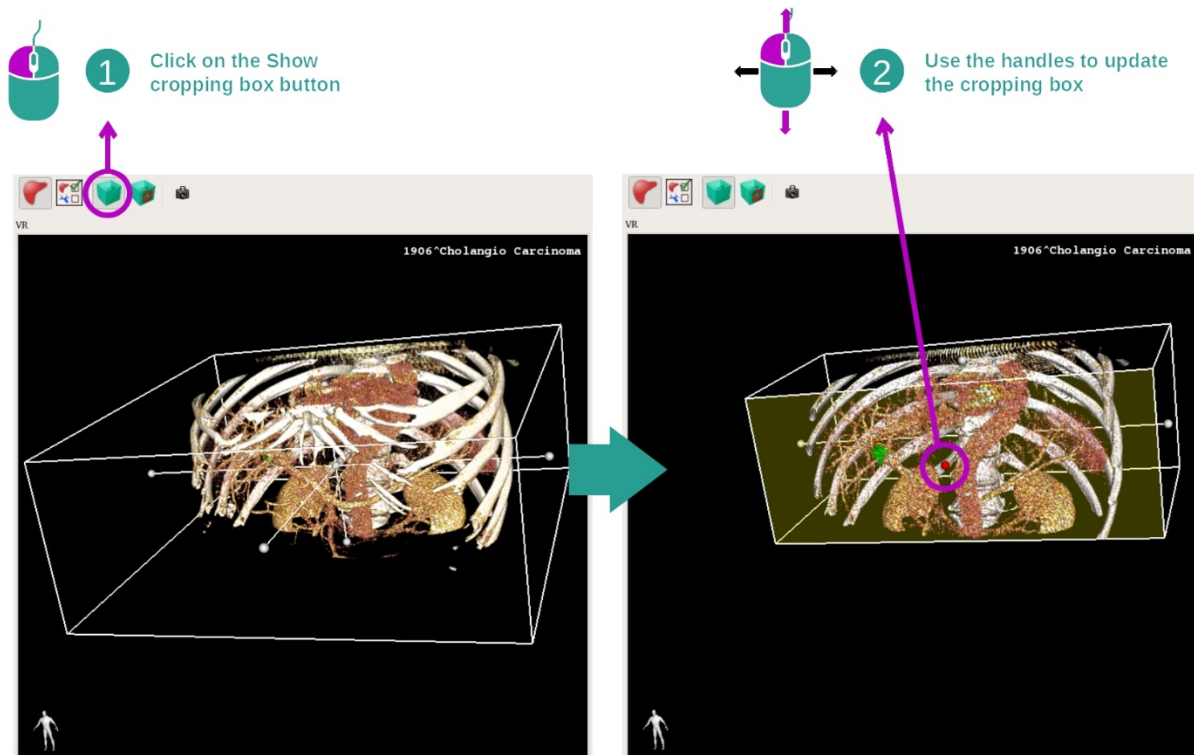 1
Click on the Show
cropping box button
2
Use the handles to update
the cropping box
VR
1906^Cholangio Carcinoma
VR
1906^Cholangio Carcinoma